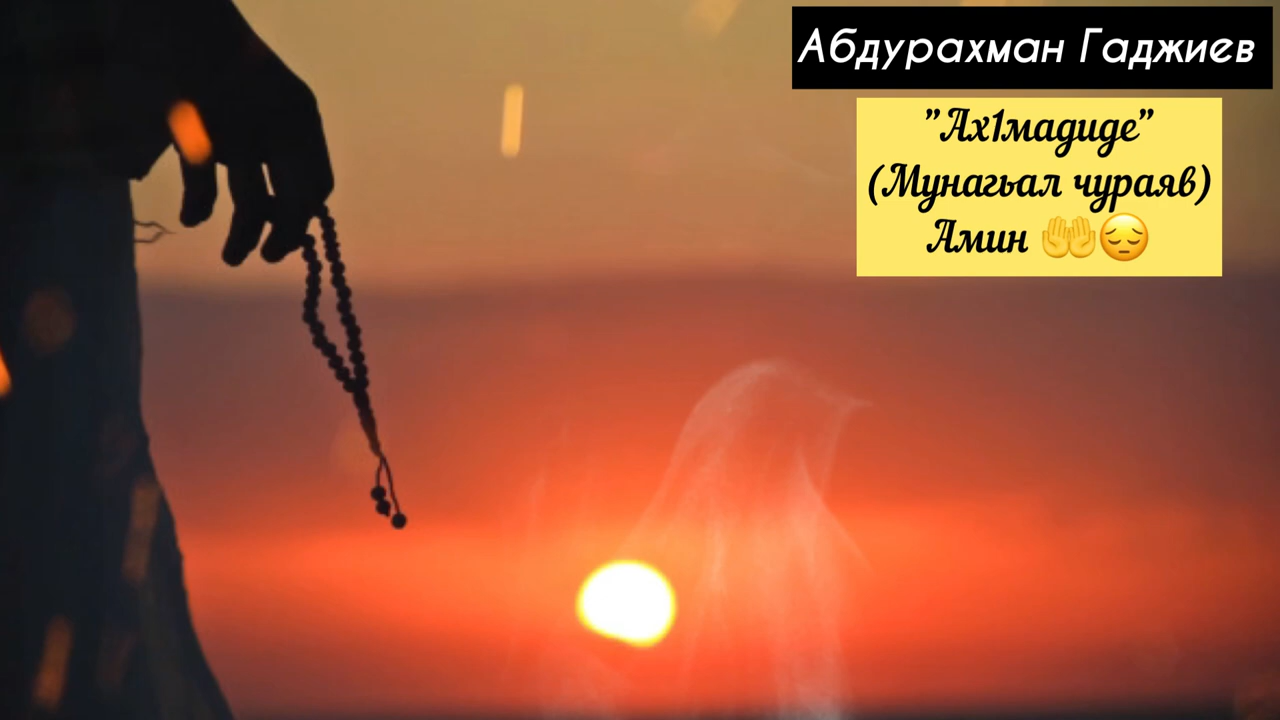 Абдурахман Гаджиев
"Ах1мадиде"
(Мунагьал чураяв)
Амин 🤲😔